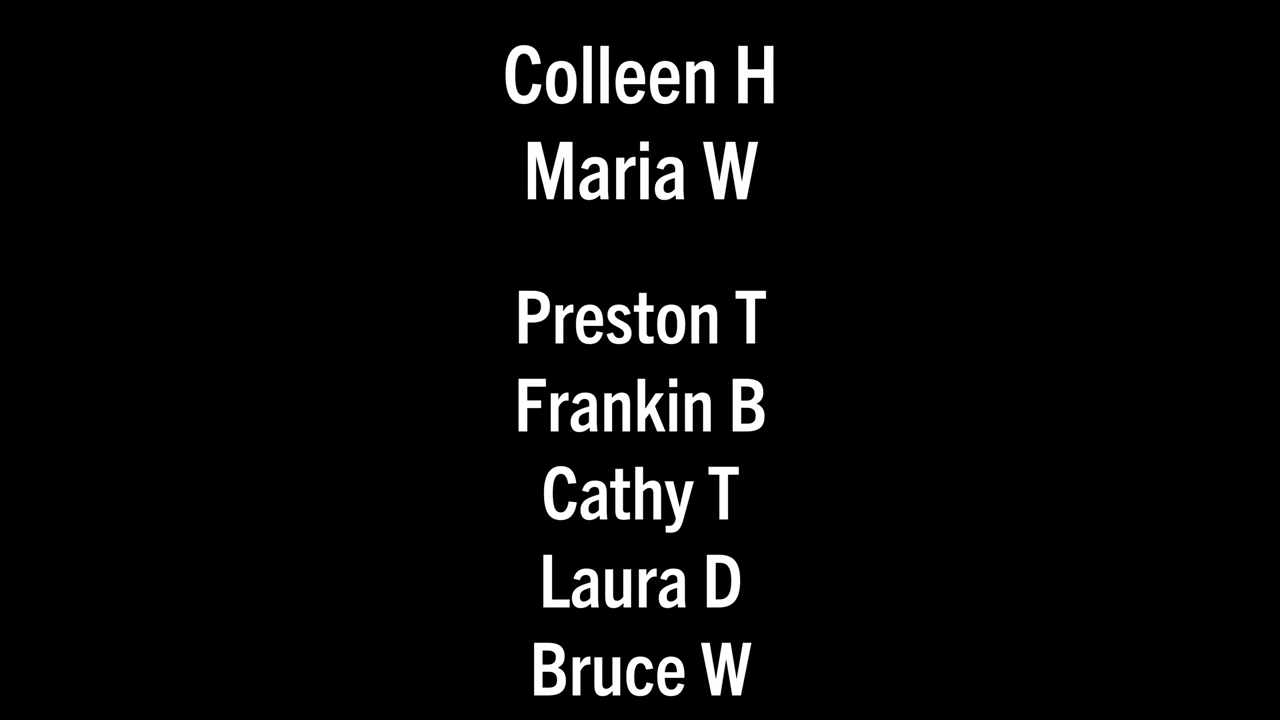 Colleen H
Maria W
Preston T
Frankin B
Cathy T
Laura D
Bruce W